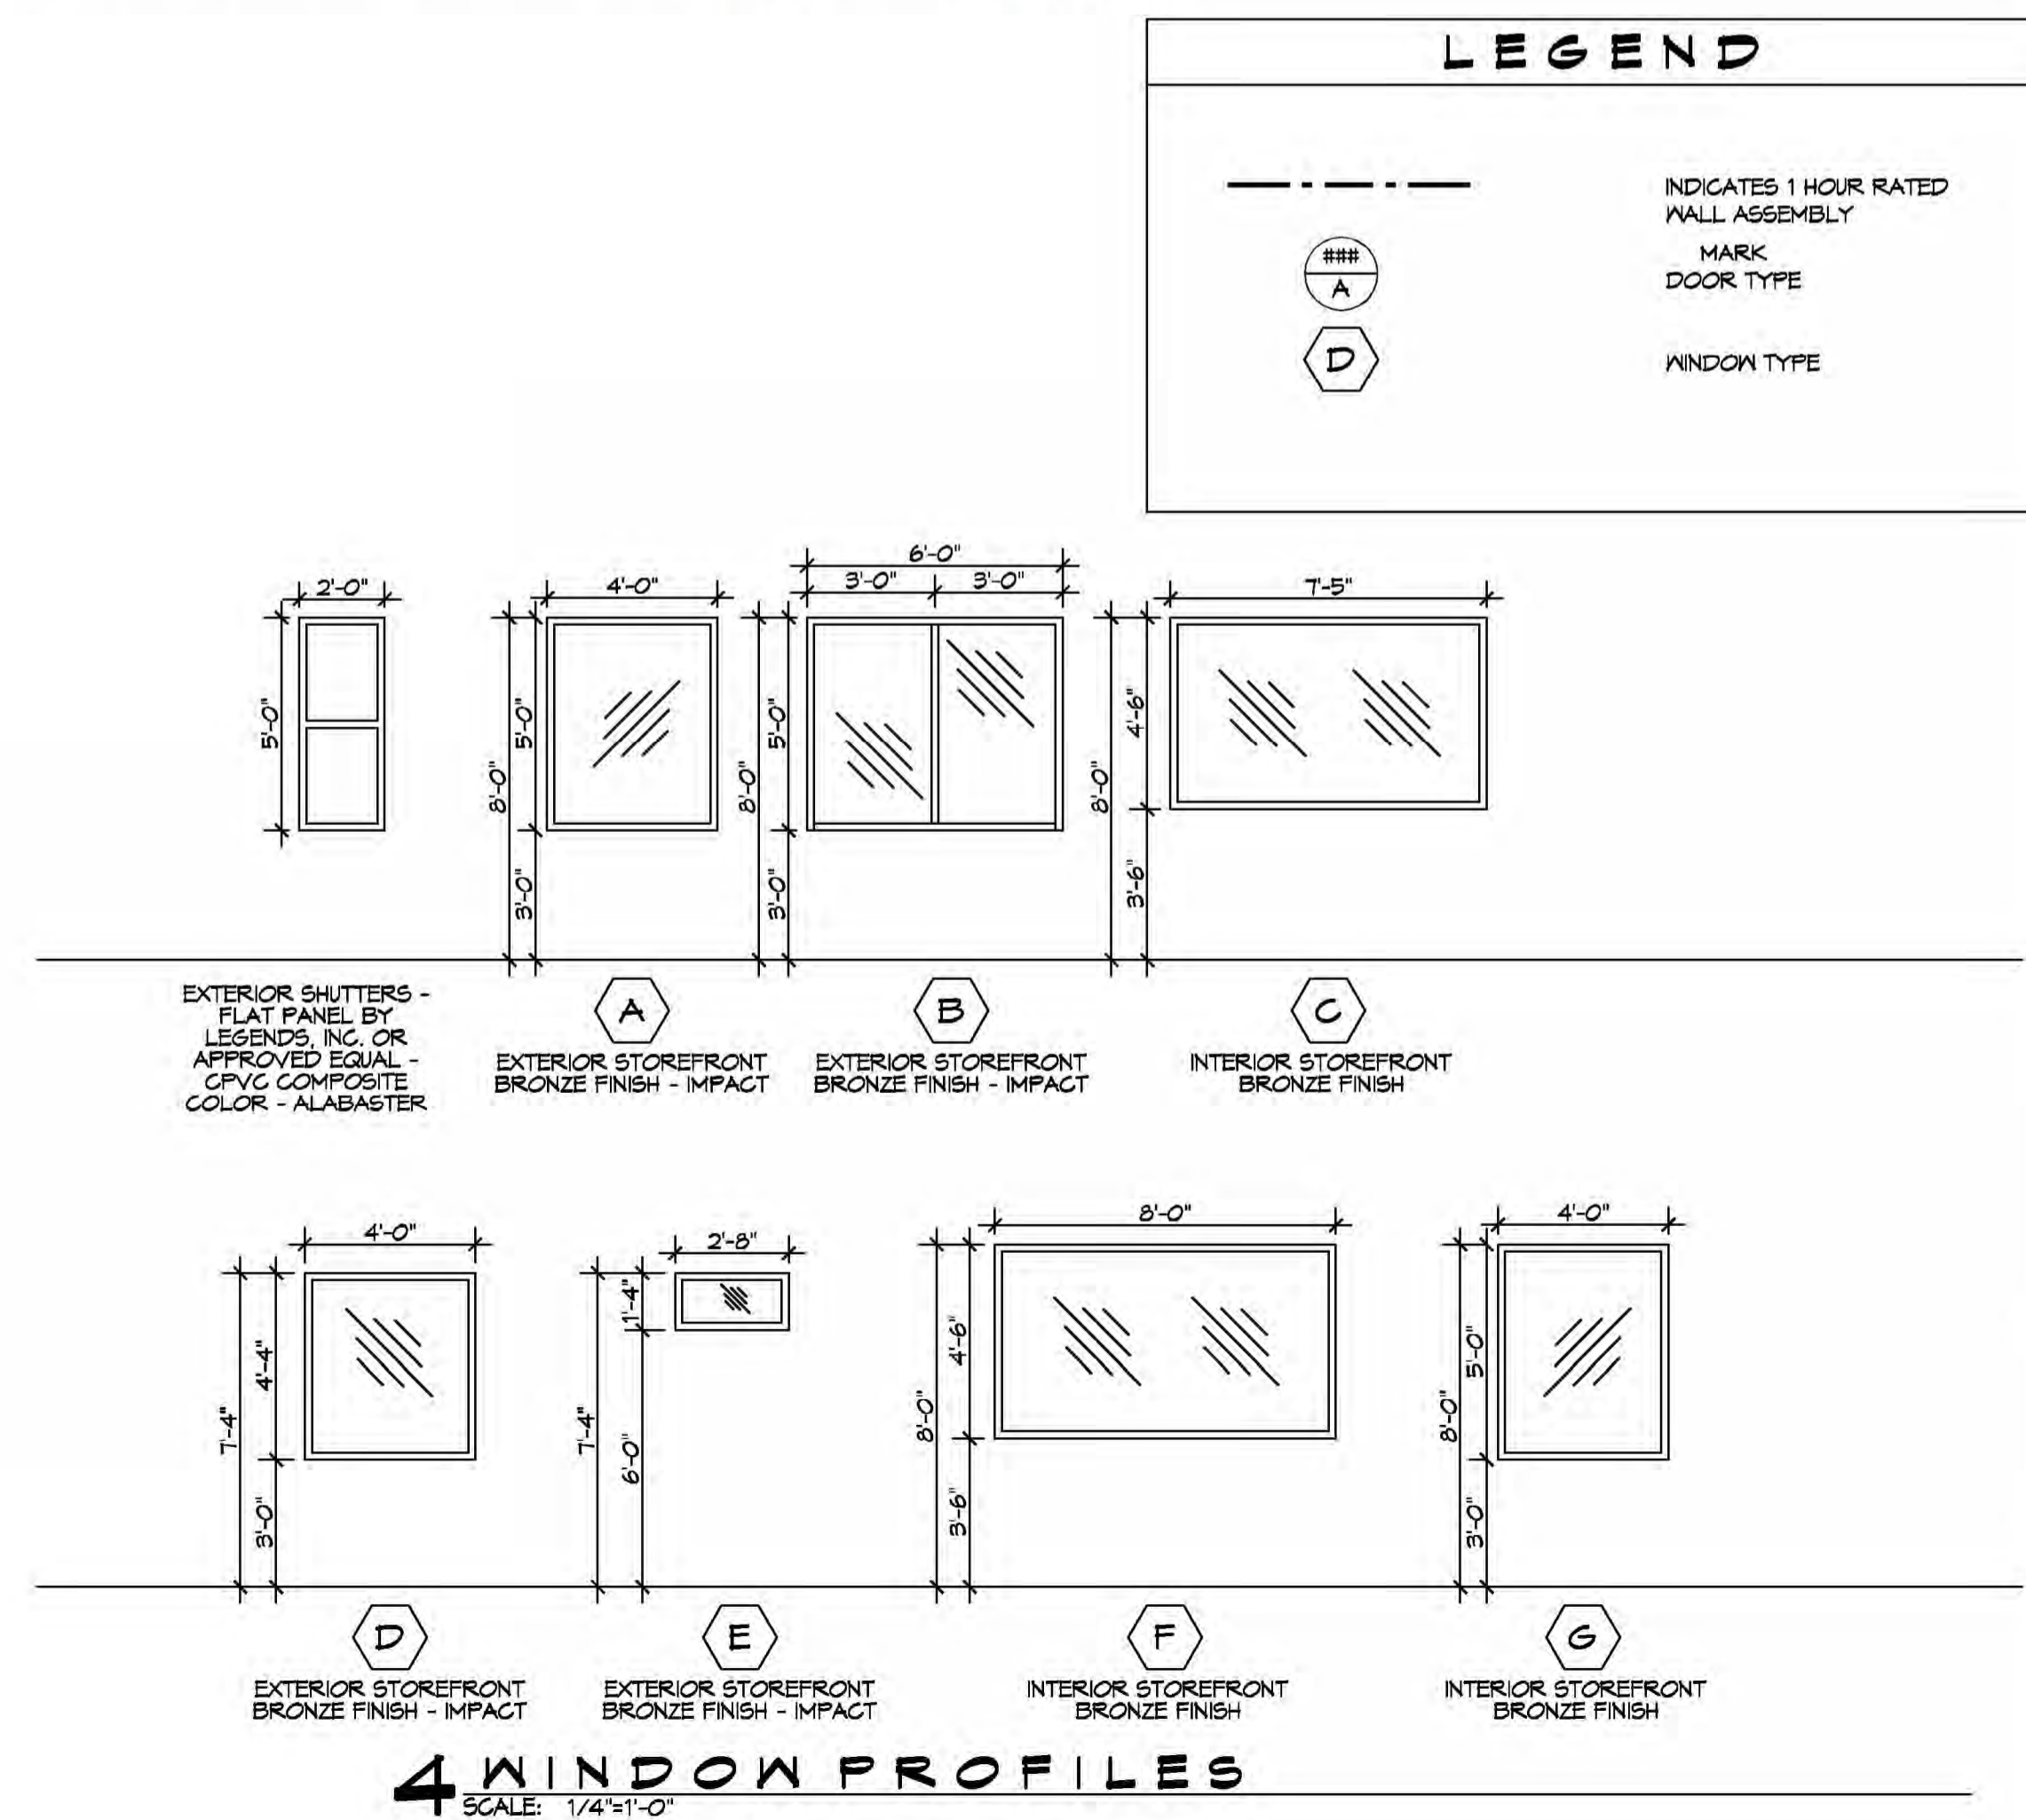 LEGEND
INDICATES 1 HOUR RATED
WALL ASSEMBLY
###
A
MARK
DOOR TYPE
D
WINDOW TYPE
2'-0"
5'-0"
4'-0"
5'-0"
8'-0"
3'-0"
6'-0"
3'-0" 3'-0"
5'-0"
8'-0"
3'-0"
7'-5"
4'-6"
8'-0"
3'-6"
EXTERIOR SHUTTERS -
FLAT PANEL BY
LEGENDS, INC. OR
APPROVED EQUAL -
CPVC COMPOSITE
COLOR - ALABASTER
A
EXTERIOR STOREFRONT
BRONZE FINISH - IMPACT
B
EXTERIOR STOREFRONT
BRONZE FINISH - IMPACT
C
INTERIOR STOREFRONT
BRONZE FINISH
4'-0"
4'-4"
7'-4"
3'-0"
2'-8"
1'-4"
7'-4"
6'-0"
8'-0"
4'-6"
8'-0"
3'-6"
4'-0"
5'-0"
8'-0"
3'-0"
D
EXTERIOR STOREFRONT
BRONZE FINISH - IMPACT
E
EXTERIOR STOREFRONT
BRONZE FINISH - IMPACT
F
INTERIOR STOREFRONT
BRONZE FINISH
G
INTERIOR STOREFRONT
BRONZE FINISH
4 WINDOW PROFILES
SCALE: 1/4"=1'-0"